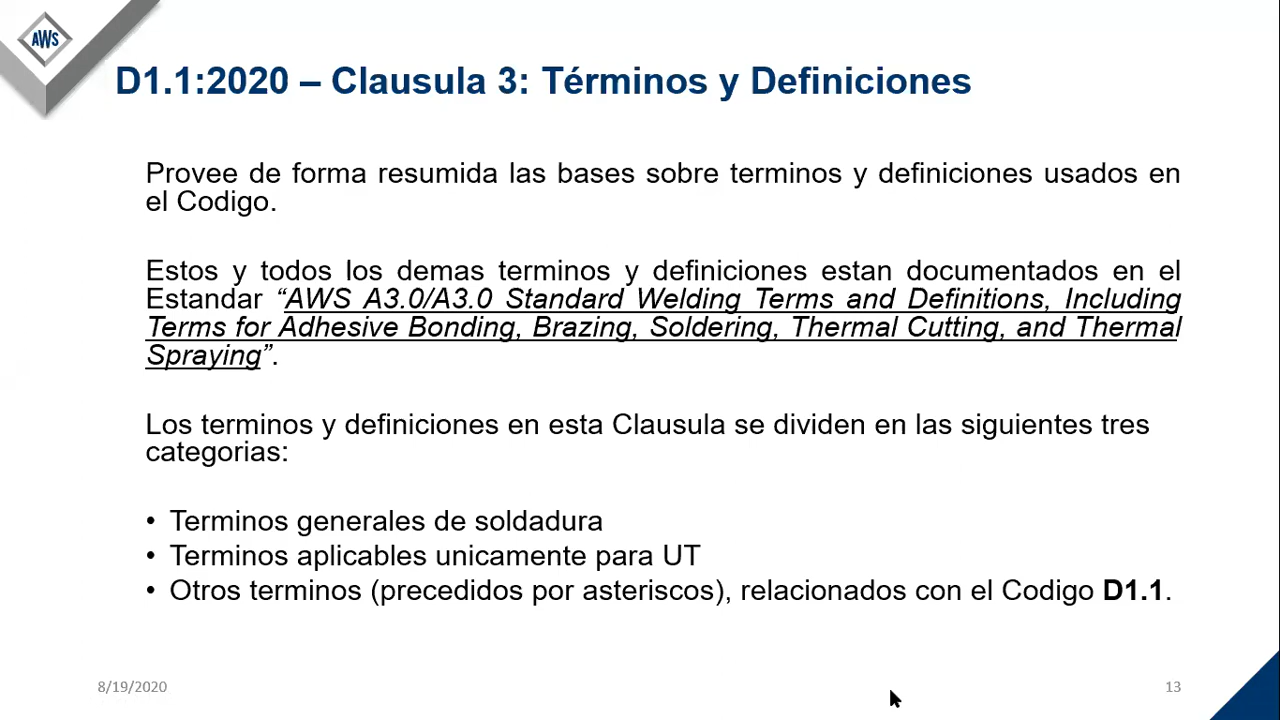 AWS
D1.1:2020 – Clausula 3: Términos y Definiciones
Provee de forma resumida las bases sobre terminos y definiciones usados en
el Codigo.
Estos y todos los demas terminos y definiciones estan documentados en el
Estandar “AWS A3.0/A3.0 Standard Welding Terms and Definitions, Including
Terms for Adhesive Bonding, Brazing, Soldering, Thermal Cutting, and Thermal
Spraying”.
Los terminos y definiciones en esta Clausula se dividen en las siguientes tres
categorias:
• Terminos generales de soldadura
• Terminos aplicables unicamente para UT
• Otros terminos (precedidos por asteriscos), relacionados con el Codigo D1.1.
8/19/2020
13